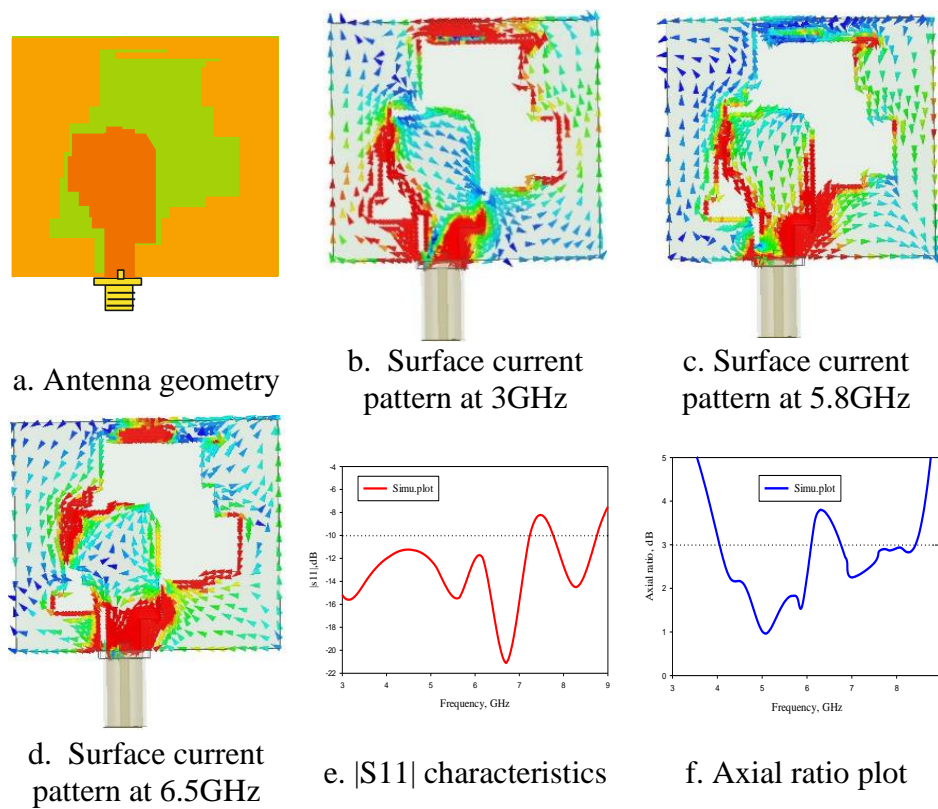 a. Antenna geometry
b. Surface current
pattern at 3GHz
c. Surface current
pattern at 5.8GHz
d. Surface current
pattern at 6.5GHz
-4
-6
-8
-10
-12
-14
-16
-18
-20
-22
|s11|,dB
Simu.plot
3 4 5 6 7 8 9
Frequency, GHz
e. |S11| characteristics
5
4
3
2
1
0
Axial ratio, dB
Simu.plot
3 4 5 6 7 8
Frequency, GHz
f. Axial ratio plot